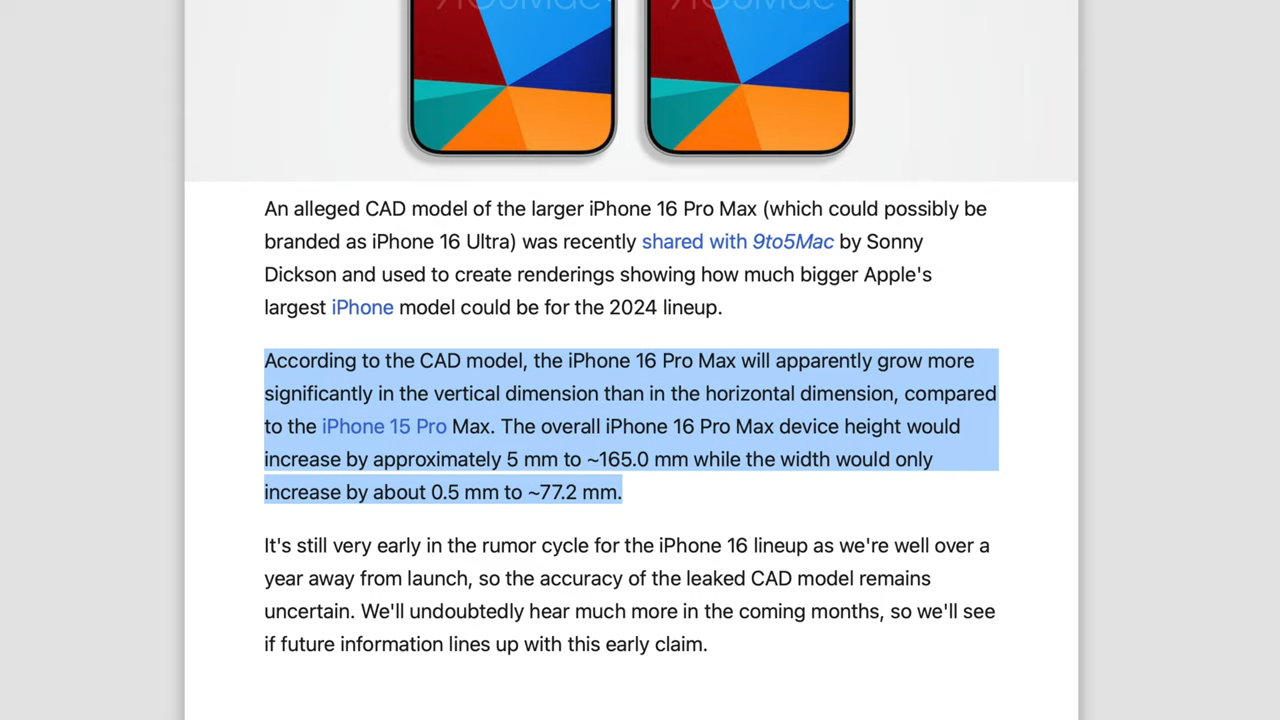 9to5Mac 9to5Mac
An alleged CAD model of the larger iPhone 16 Pro Max (which could possibly be
branded as iPhone 16 Ultra) was recently shared with 9to5Mac by Sonny
Dickson and used to create renderings showing how much bigger Apple's
largest iPhone model could be for the 2024 lineup.
According to the CAD model, the iPhone 16 Pro Max will apparently grow more
significantly in the vertical dimension than in the horizontal dimension, compared
to the iPhone 15 Pro Max. The overall iPhone 16 Pro Max device height would
increase by approximately 5 mm to ~165.0 mm while the width would only
increase by about 0.5 mm to ~77.2 mm.
It's still very early in the rumor cycle for the iPhone 16 lineup as we're well over a
year away from launch, so the accuracy of the leaked CAD model remains
uncertain. We'll undoubtedly hear much more in the coming months, so we'll see
if future information lines up with this early claim.